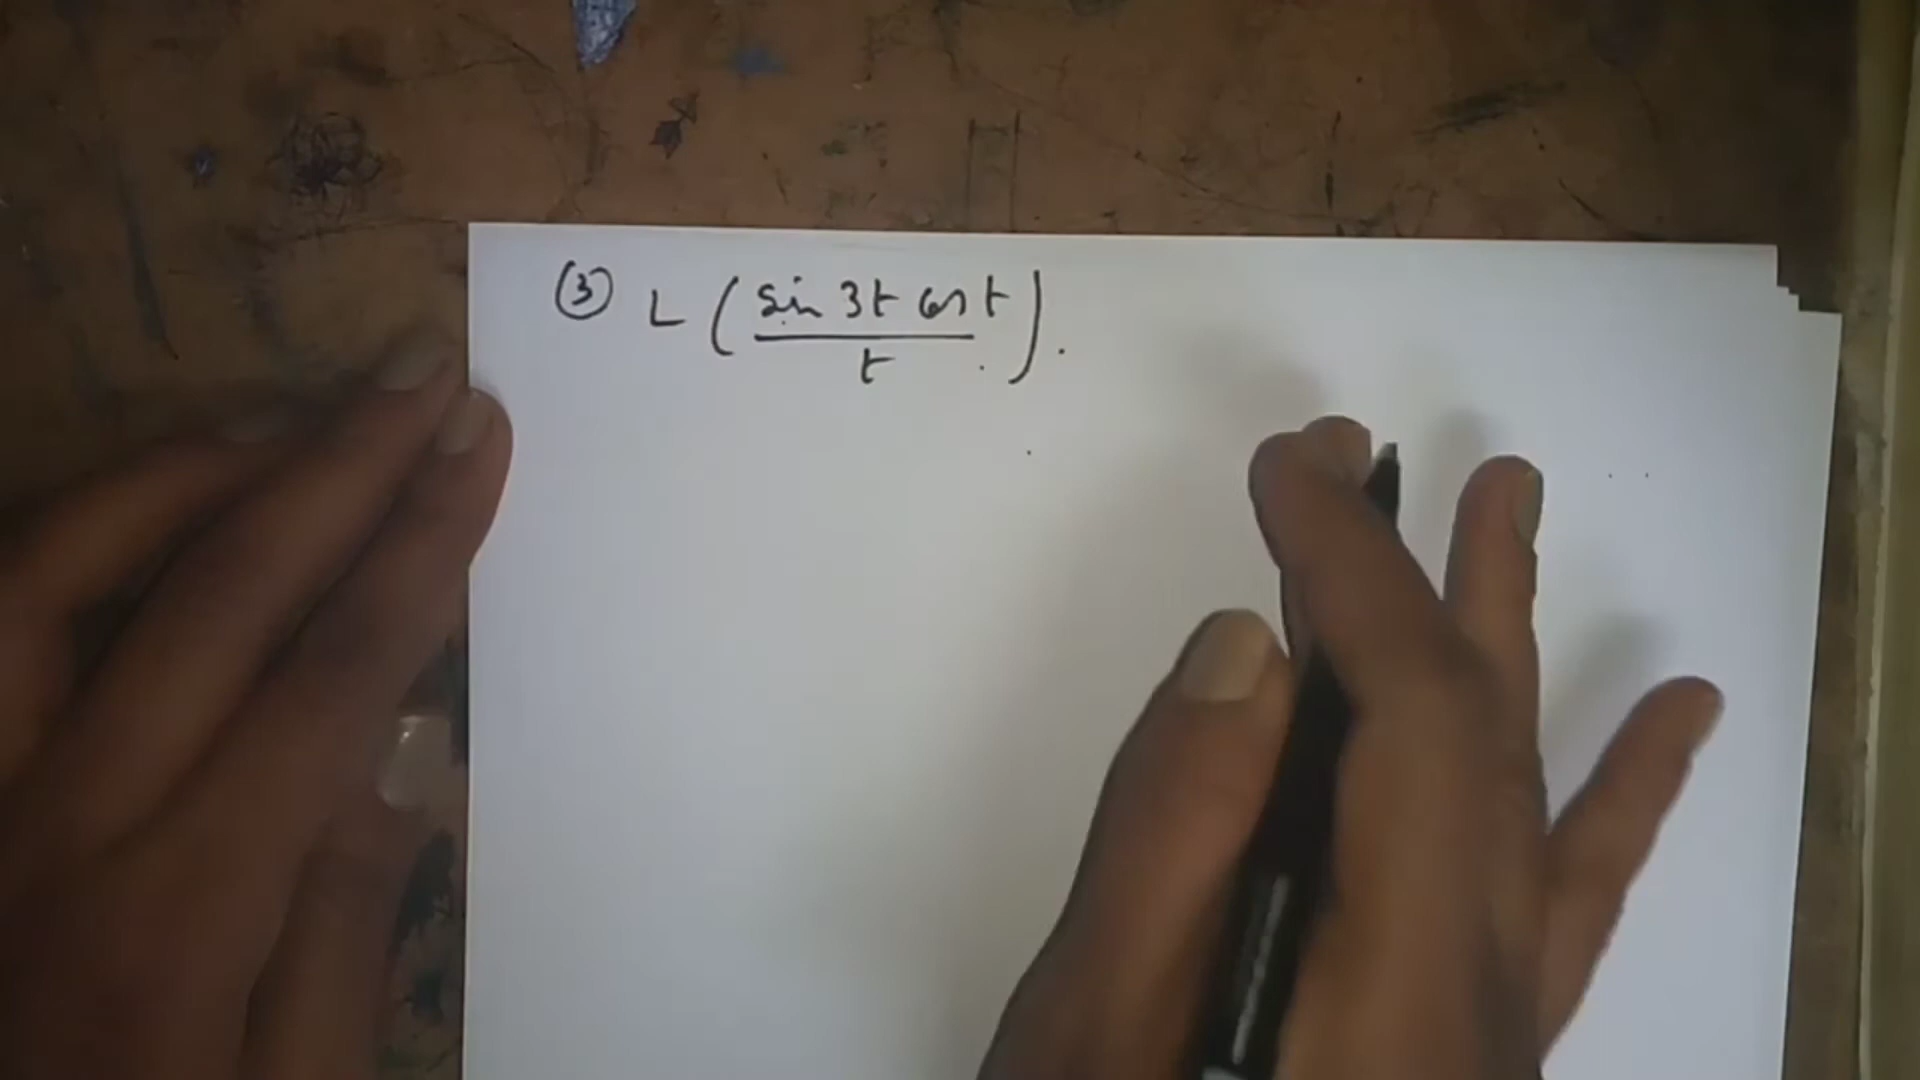 ③ L (sin 3t cos t / t).